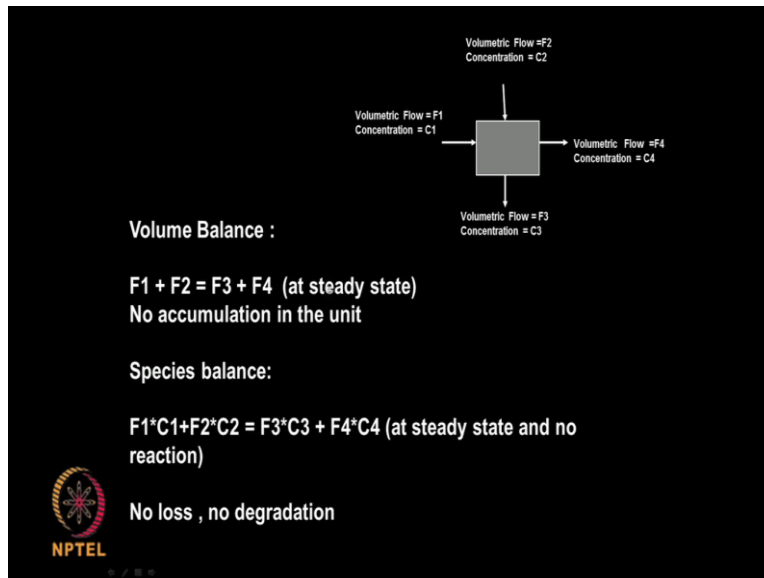 Volumetric Flow =F2
Concentration = C2
Volumetric Flow = F1
Concentration = C1
Volumetric Flow =F4
Concentration = C4
Volumetric Flow = F3
Concentration = C3
Volume Balance :
F1 + F2 = F3 + F4 (at steady state)
No accumulation in the unit
Species balance:
F1*C1+F2*C2 = F3*C3 + F4*C4 (at steady state and no
reaction)
No loss , no degradation
NPTEL